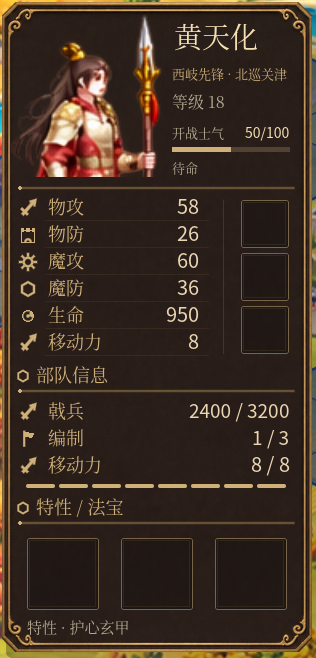 黄天化
西岐先锋 · 北巡关津
等级 18
开战士气 50/100
待命
物攻 58
物防 26
魔攻 60
魔防 36
生命 950
移动力 8
部队信息
戟兵 2400 / 3200
编制 1 / 3
移动力 8 / 8
特性 / 法宝
特性 · 护心玄甲